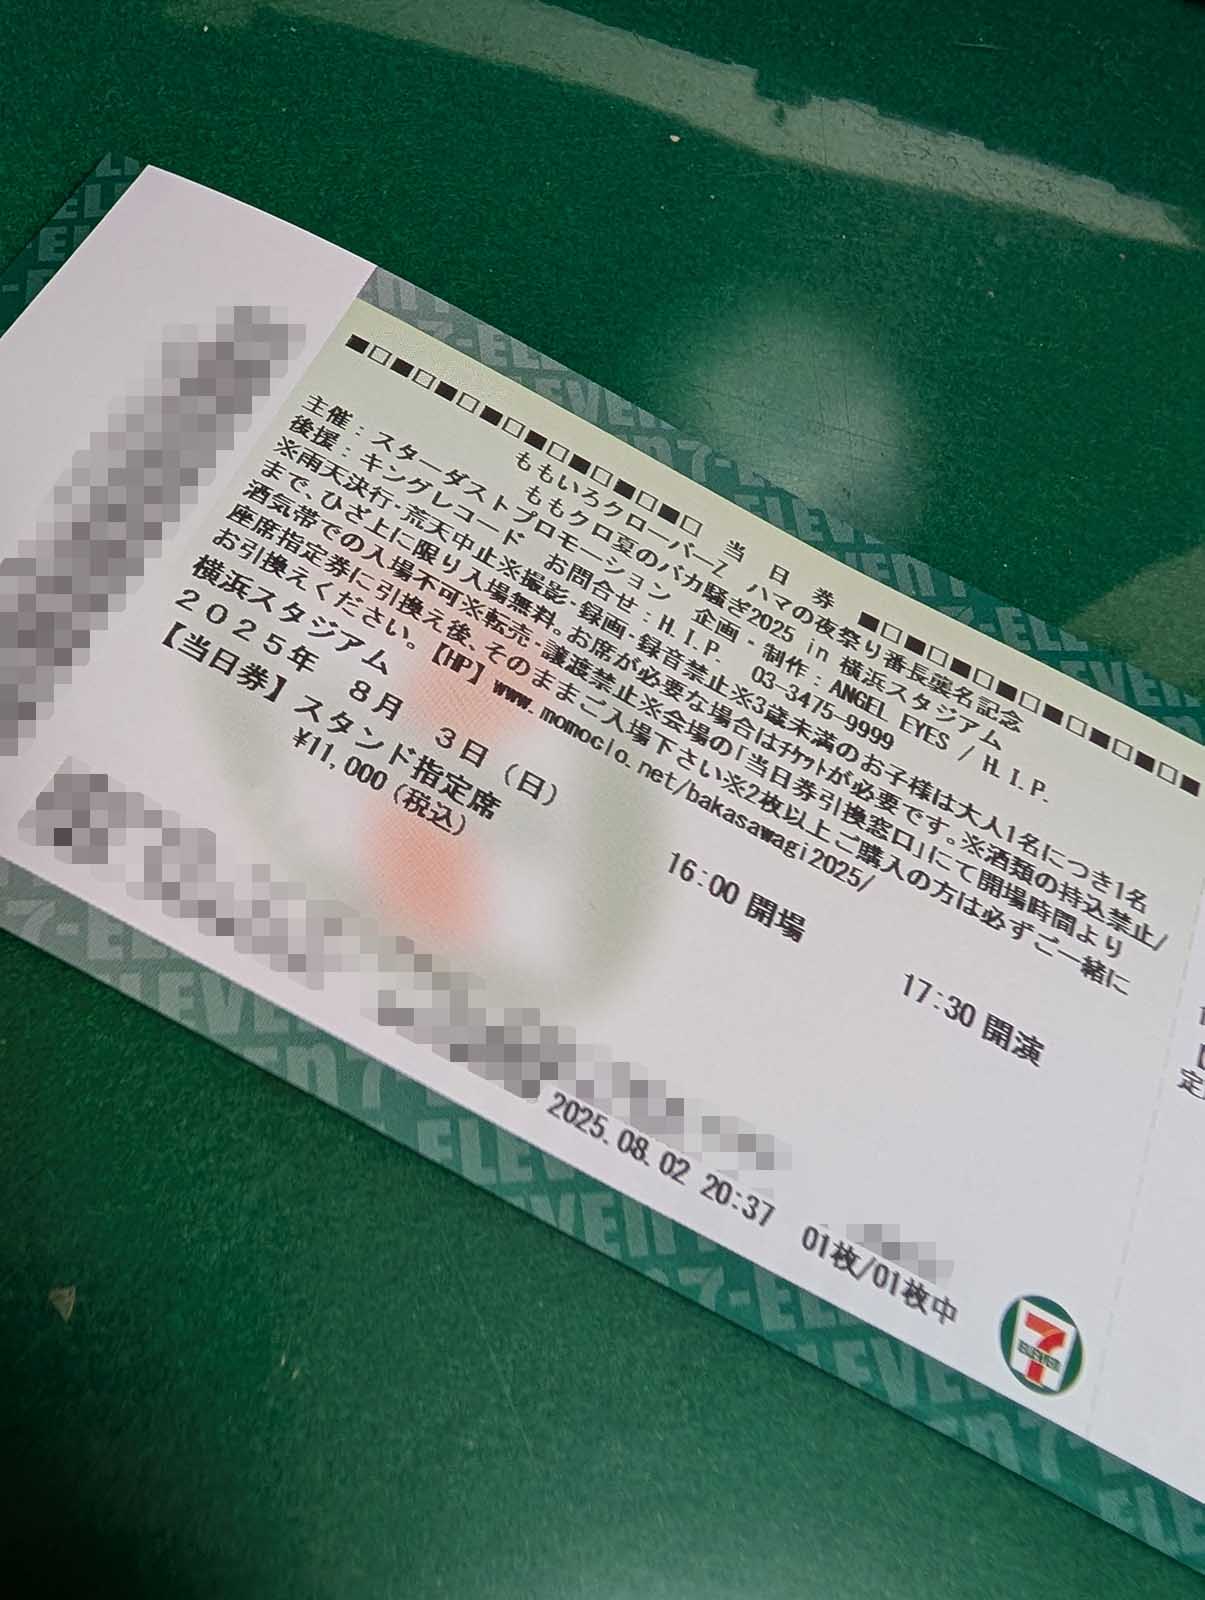 ■□■□■□■□■□■□■□■□ 当 日 券 ■□■□■□■□■□■□■□■
ももいろクローバーZ ハマの夜祭り番長襲名記念
ももクロ夏のバカ騒ぎ2025 in 横浜スタジアム
主催：スターダストプロモーション 企画・制作：ANGEL EYES / H.I.P.
後援：キングレコード お問合せ：H.I.P. 03-3475-9999
※雨天決行・荒天中止※撮影・録画・録音禁止※3歳未満のお子様は大人1名につき1名
まで、ひざ上に限り入場無料。お席が必要な場合はﾁｹｯﾄが必要です。※酒類の持込禁止/
酒気帯での入場不可※転売・譲渡禁止※会場の「当日券引換窓口」にて開場時間より
座席指定券に引換え後、そのままご入場下さい※2枚以上ご購入の方は必ずご一緒に
お引換えください。【HP】www.momoclo.net/bakasawagi2025/
横浜スタジアム
2025年 8月 3日（日） 16:00 開場 17:30 開演
【当日券】スタンド指定席
¥11,000（税込）
2025.08.02 20:37 01枚/01枚中
7
ELEVEN
定
7-ELEVEN